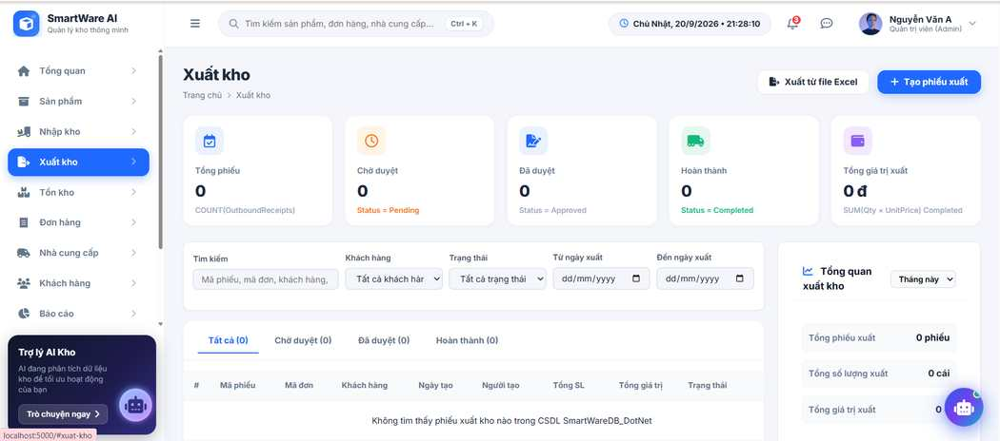 SmartWare AI
Quản lý kho thông minh
Tìm kiếm sản phẩm, đơn hàng, nhà cung cấp...
Ctrl + K
Chủ Nhật, 20/9/2026 • 21:28:10
3
Nguyễn Văn A
Quản trị viên (Admin)
Tổng quan
Sản phẩm
Nhập kho
Xuất kho
Tồn kho
Đơn hàng
Nhà cung cấp
Khách hàng
Báo cáo
Trợ lý AI Kho
AI đang phân tích dữ liệu
kho để tối ưu hoạt động
của bạn
Trò chuyện ngay
localhost:5000/#xuat-kho
Xuất kho
Trang chủ > Xuất kho
Xuất từ file Excel
+ Tạo phiếu xuất
Tổng phiếu
0
COUNT(OutboundReceipts)
Chờ duyệt
0
Status = Pending
Đã duyệt
0
Status = Approved
Hoàn thành
0
Status = Completed
Tổng giá trị xuất
0 đ
SUM(Qty × UnitPrice) Completed
Tìm kiếm
Mã phiếu, mã đơn, khách hàng,
Khách hàng
Tất cả khách hàr
Trạng thái
Tất cả trạng thái
Từ ngày xuất
dd/mm/yyyy
Đến ngày xuất
dd/mm/yyyy
Tất cả (0) Chờ duyệt (0) Đã duyệt (0) Hoàn thành (0)
# Mã phiếu Mã đơn Khách hàng Ngày tạo Người tạo Tổng SL Tổng giá trị Trạng thái
Không tìm thấy phiếu xuất kho nào trong CSDL SmartWareDB_DotNet
Tổng quan
xuất kho
Tháng này
Tổng phiếu xuất 0 phiếu
Tổng số lượng xuất 0 cái
Tổng giá trị xuất 0